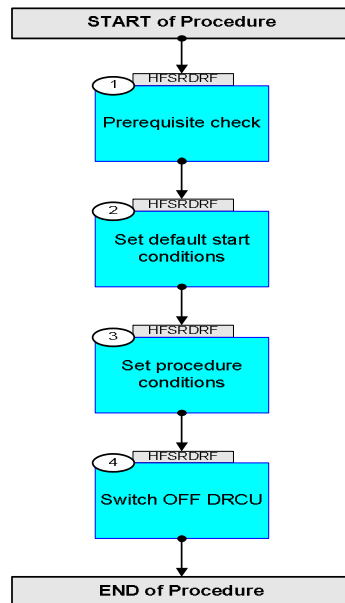 START of Procedure
HFSRDRF
1
Prerequisite check
HFSRDRF
2
Set default start
conditions
HFSRDRF
3
Set procedure
conditions
HFSRDRF
4
Switch OFF DRCU
END of Procedure